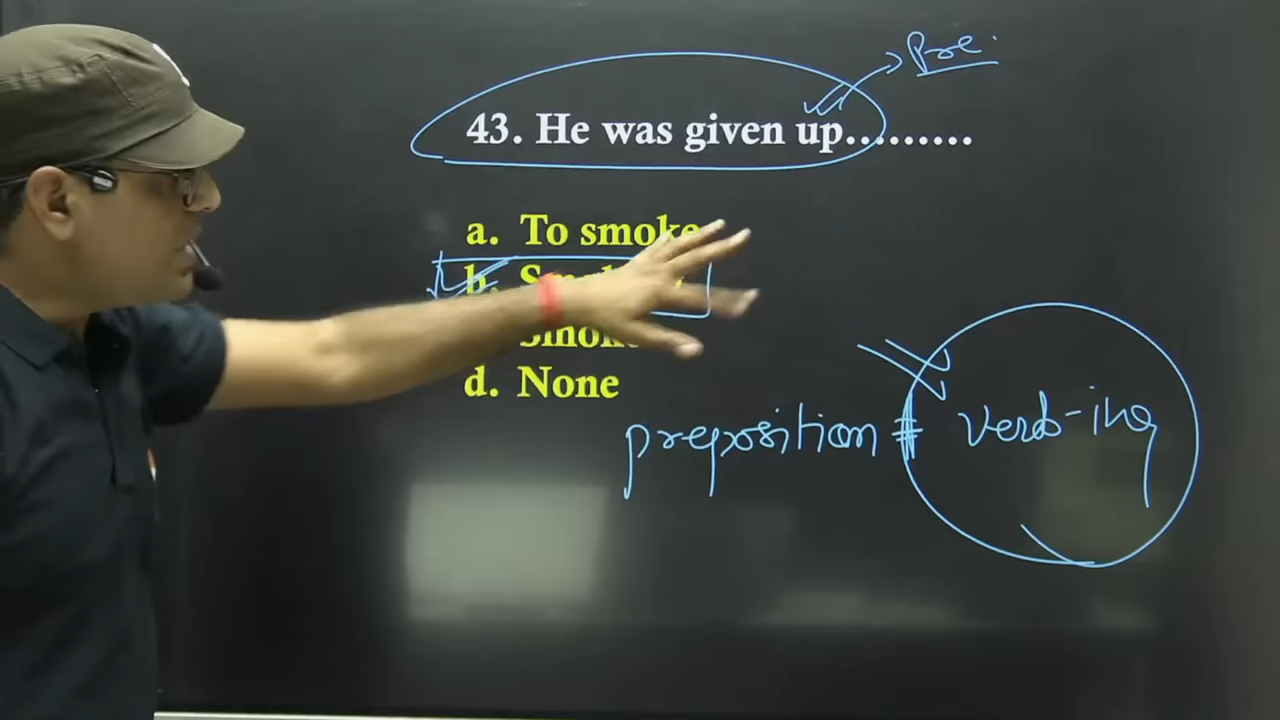 Pre.
43. He was given up.........
a. To smoke
b.
d. None
preposition verb-ing